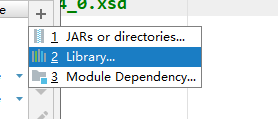 4_0.xsd
1 JARs or directories...
2 Library...
3 Module Dependency...